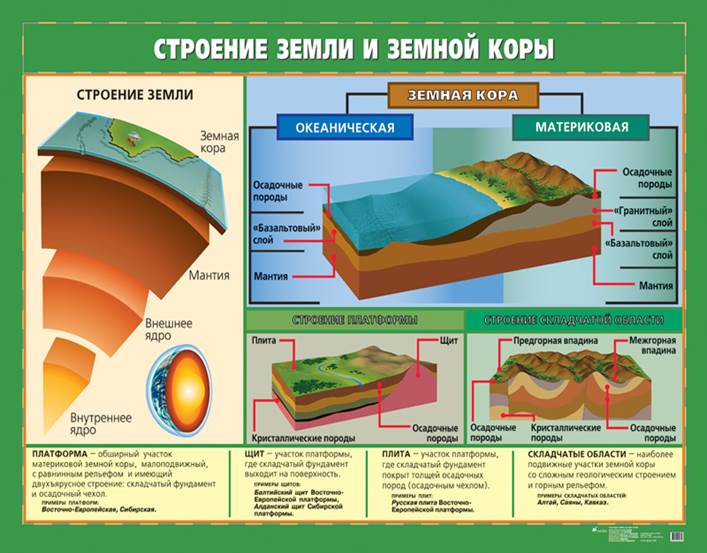 СТРОЕНИЕ ЗЕМЛИ И ЗЕМНОЙ КОРЫ
СТРОЕНИЕ ЗЕМЛИ
Земная
кора
Мантия
Внешнее
ядро
Внутреннее
ядро
ЗЕМНАЯ КОРА
ОКЕАНИЧЕСКАЯ
МАТЕРИКОВАЯ
Осадочные
породы
«Базальтовый»
слой
Мантия
Осадочные
породы
«Гранитный»
слой
«Базальтовый»
слой
Мантия
СТРОЕНИЕ ПЛАТФОРМЫ
Плита
Щит
Кристаллические породы
Осадочные
породы
СТРОЕНИЕ СКЛАДЧАТОЙ ОБЛАСТИ
Предгорная впадина
Межгорная
впадина
Осадочные
породы
Кристаллические
породы
Осадочные
породы
ПЛАТФОРМА – обширный участок
материковой земной коры, малоподвижный,
с равнинным рельефом и имеющий
двухъярусное строение: складчатый фундамент
и осадочный чехол.
ПРИМЕРЫ ПЛАТФОРМ:
Восточно-Европейская, Сибирская.
ЩИТ – участок платформы,
где складчатый фундамент
выходит на поверхность.
ПРИМЕРЫ ЩИТОВ:
Балтийский щит Восточно-
Европейской платформы,
Алданский щит Сибирской
платформы.
ПЛИТА – участок платформы,
где складчатый фундамент
покрыт толщей осадочных
пород (осадочным чехлом).
ПРИМЕРЫ ПЛИТ:
Русская плита Восточно-
Европейской платформы.
СКЛАДЧАТЫЕ ОБЛАСТИ – наиболее
подвижные участки земной коры
со сложным геологическим строением
и горным рельефом.
ПРИМЕРЫ СКЛАДЧАТЫХ ОБЛАСТЕЙ:
Алтай, Саяны, Кавказ.